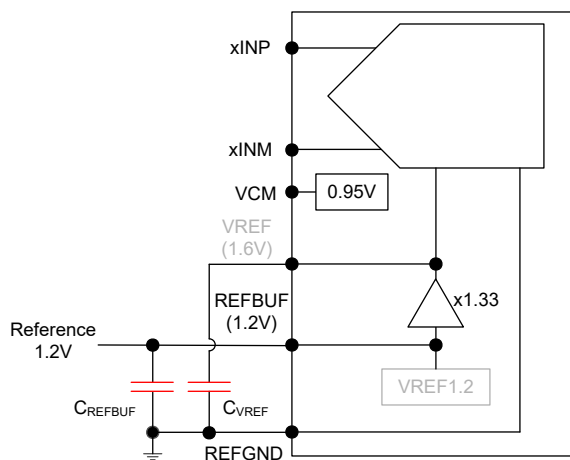 xINP
xINM
VCM
0.95V
VREF
(1.6V)
REFBUF
(1.2V)
x1.33
Reference
1.2V
VREF1.2
CREFBUF
CVREF
REFGND